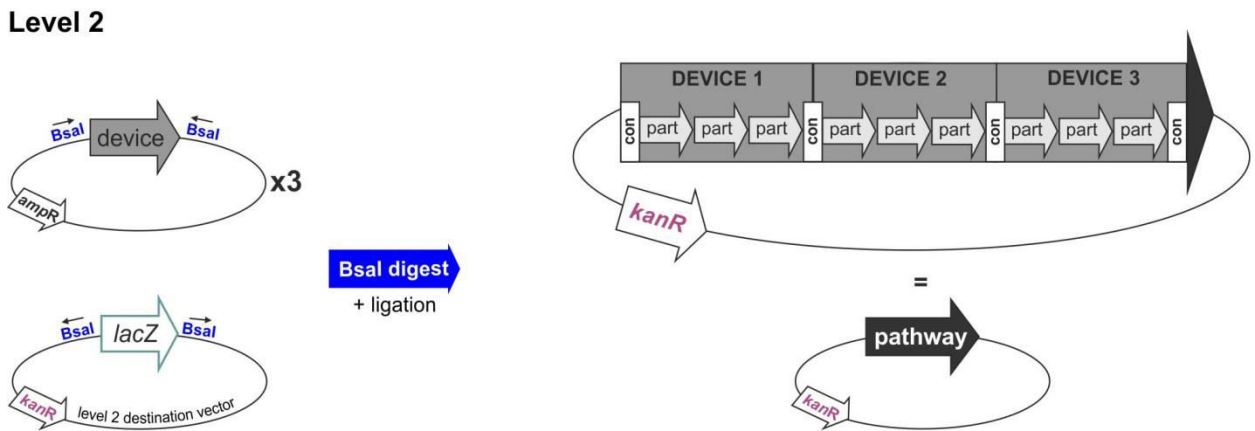 Level 2
BsaI
BsaI
device
x3
ampR
BsaI
BsaI
lacZ
kanR
level 2 destination vector
BsaI digest
+ ligation
DEVICE 1
DEVICE 2
DEVICE 3
con
part
part
part
con
part
part
part
con
part
part
part
con
kanR
=
pathway
kanR